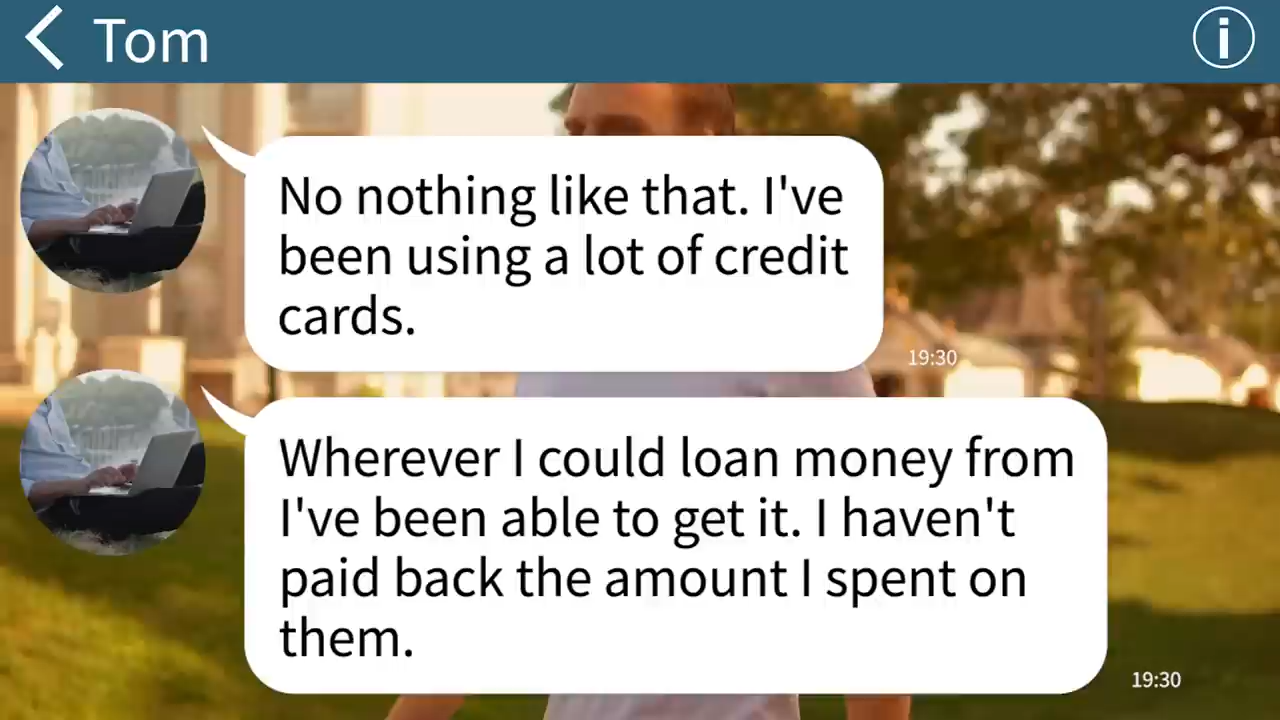 Tom
No nothing like that. I've
been using a lot of credit
cards.
19:30
Wherever I could loan money from
I've been able to get it. I haven't
paid back the amount I spent on
them.
19:30